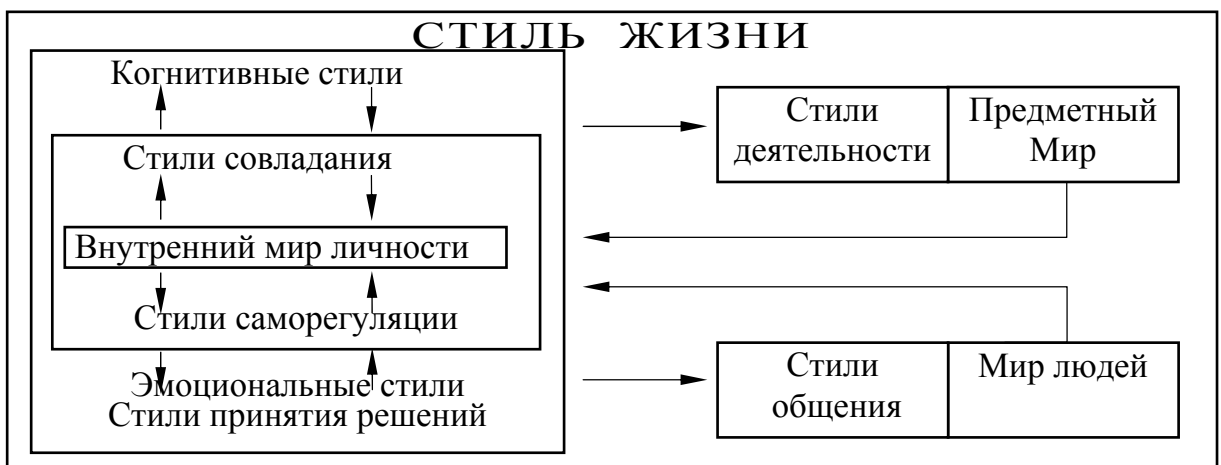 СТИЛЬ ЖИЗНИ
Когнитивные стили
Стили совладания
Внутренний мир личности
Стили саморегуляции
Эмоциональные стили
Стили принятия решений
Стили
деятельности
Предметный
Мир
Стили
общения
Мир людей